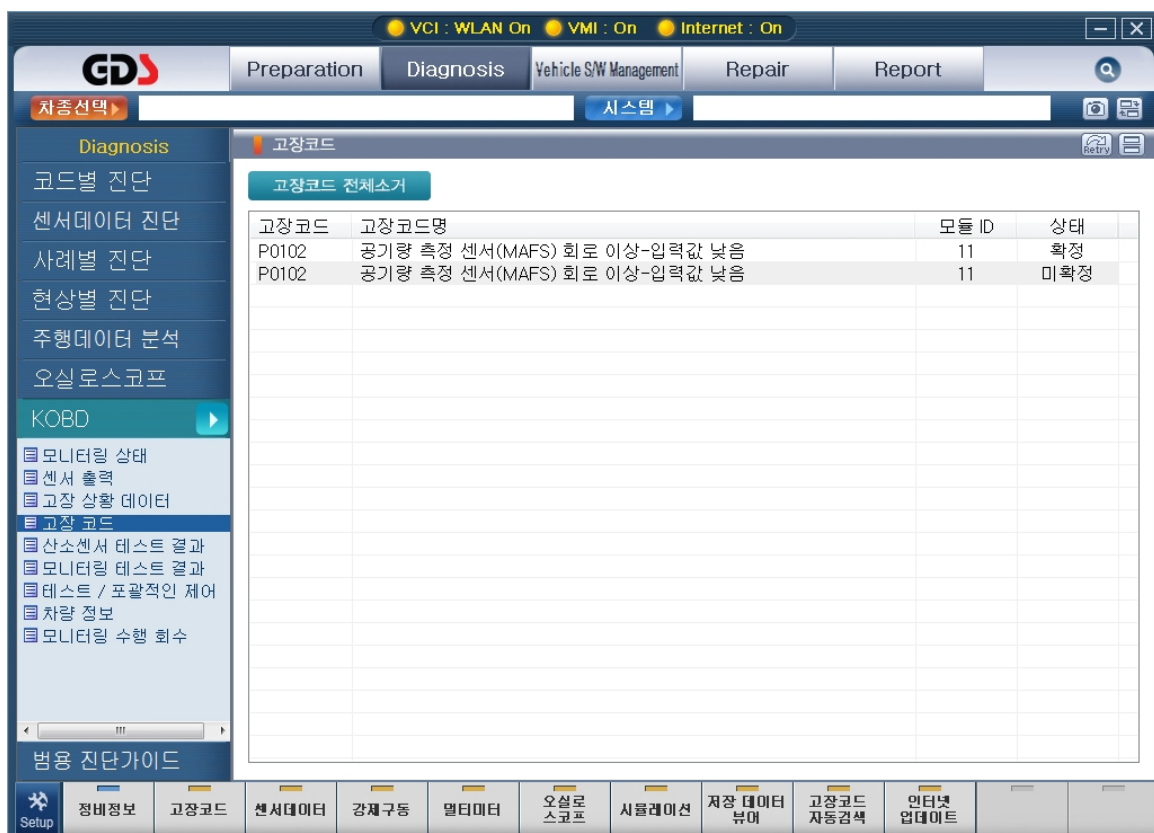 VCI : WLAN On VMI : On Internet : On
GDS Preparation Diagnosis Vehicle S/W Management Repair Report
차종선택 시스템
Diagnosis
고장코드
Retry
코드별 진단
센서데이터 진단
사례별 진단
현상별 진단
주행데이터 분석
오실로스코프
KOBD
모니터링 상태
센서 출력
고장 상황 데이터
고장 코드
산소센서 테스트 결과
모니터링 테스트 결과
테스트 / 포괄적인 제어
차량 정보
모니터링 수행 회수
범용 진단가이드
고장코드 전체소거
고장코드 고장코드명 모듈 ID 상태
P0102 공기량 측정 센서(MAFS) 회로 이상-입력값 낮음 11 확정
P0102 공기량 측정 센서(MAFS) 회로 이상-입력값 낮음 11 미확정
Setup
정비정보
고장코드
센서데이터
강제구동
멀티미터
오실로
스코프
시뮬레이션
저장 데이터
뷰어
고장코드
자동검색
인터넷
업데이트